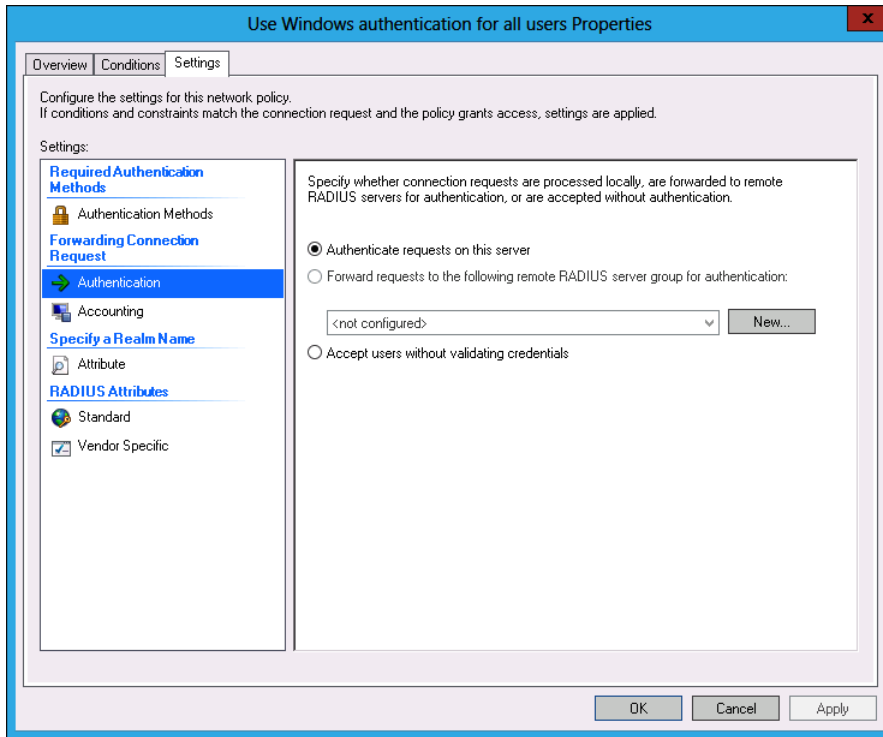 Use Windows authentication for all users Properties
x
Overview
Conditions
Settings
Configure the settings for this network policy.
If conditions and constraints match the connection request and the policy grants access, settings are applied.
Settings:
Required Authentication
Methods
Authentication Methods
Forwarding Connection
Request
Authentication
Accounting
Specify a Realm Name
Attribute
RADIUS Attributes
Standard
Vendor Specific
Specify whether connection requests are processed locally, are forwarded to remote
RADIUS servers for authentication, or are accepted without authentication.
Authenticate requests on this server
Forward requests to the following remote RADIUS server group for authentication:
<not configured>
New...
Accept users without validating credentials
OK
Cancel
Apply